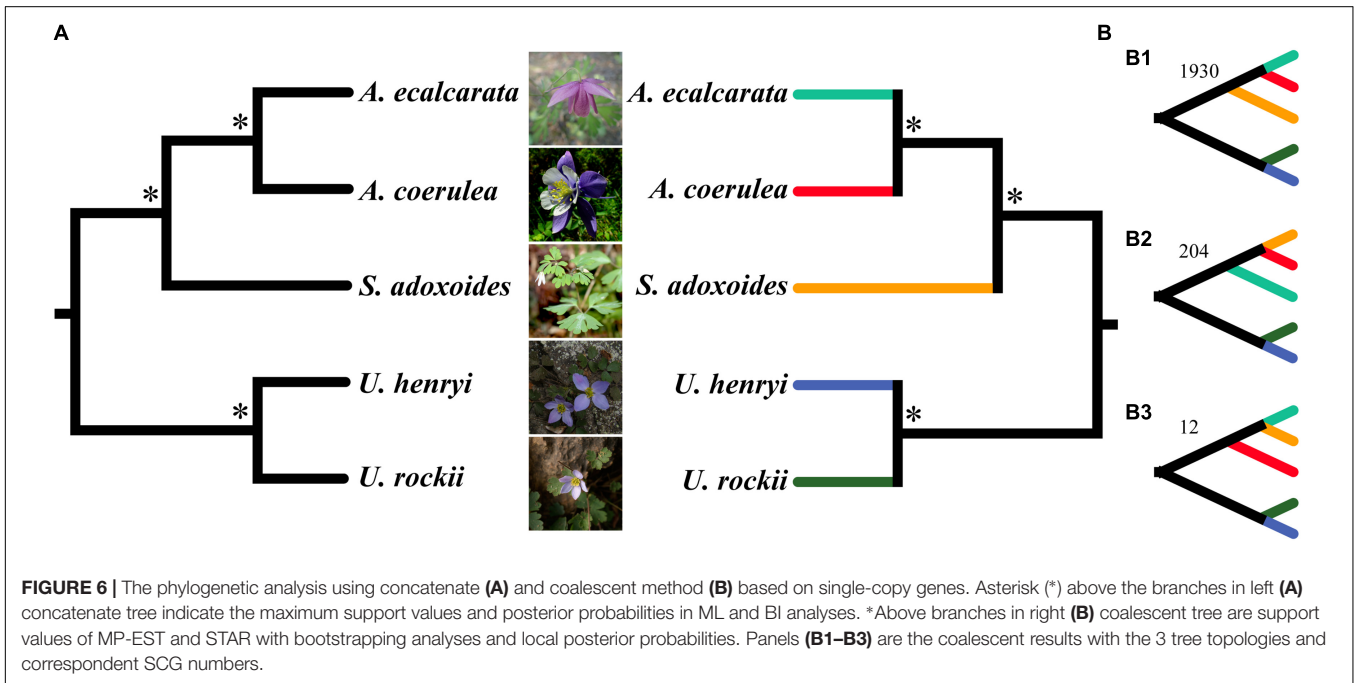 A
B
B1
1930
A. ecalcarata
A. ecalcarata
*
*
A. coerulea
A. coerulea
*
*
B2
204
S. adoxoides
S. adoxoides
U. henryi
U. henryi
*
*
B3
12
U. rockii
U. rockii
FIGURE 6 | The phylogenetic analysis using concatenate (A) and coalescent method (B) based on single-copy genes. Asterisk (*) above the branches in left (A)
concatenate tree indicate the maximum support values and posterior probabilities in ML and BI analyses. *Above branches in right (B) coalescent tree are support
values of MP-EST and STAR with bootstrapping analyses and local posterior probabilities. Panels (B1–B3) are the coalescent results with the 3 tree topologies and
correspondent SCG numbers.